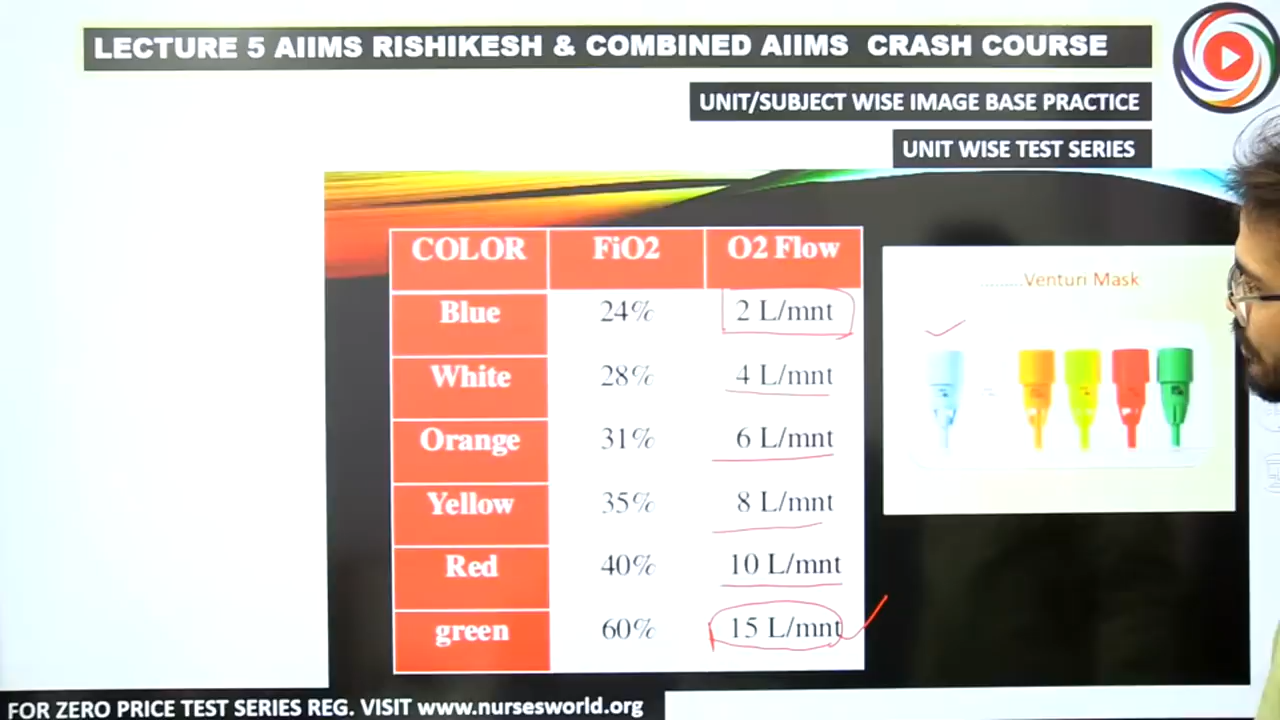 LECTURE 5 AIIMS RISHIKESH & COMBINED AIIMS CRASH COURSE
UNIT/SUBJECT WISE IMAGE BASE PRACTICE
UNIT WISE TEST SERIES
COLOR FiO2 O2 Flow
Blue 24% 2 L/mnt
White 28% 4 L/mnt
Orange 31% 6 L/mnt
Yellow 35% 8 L/mnt
Red 40% 10 L/mnt
green 60% 15 L/mnt
..........Venturi Mask
FOR ZERO PRICE TEST SERIES REG. VISIT www.nursesworld.org